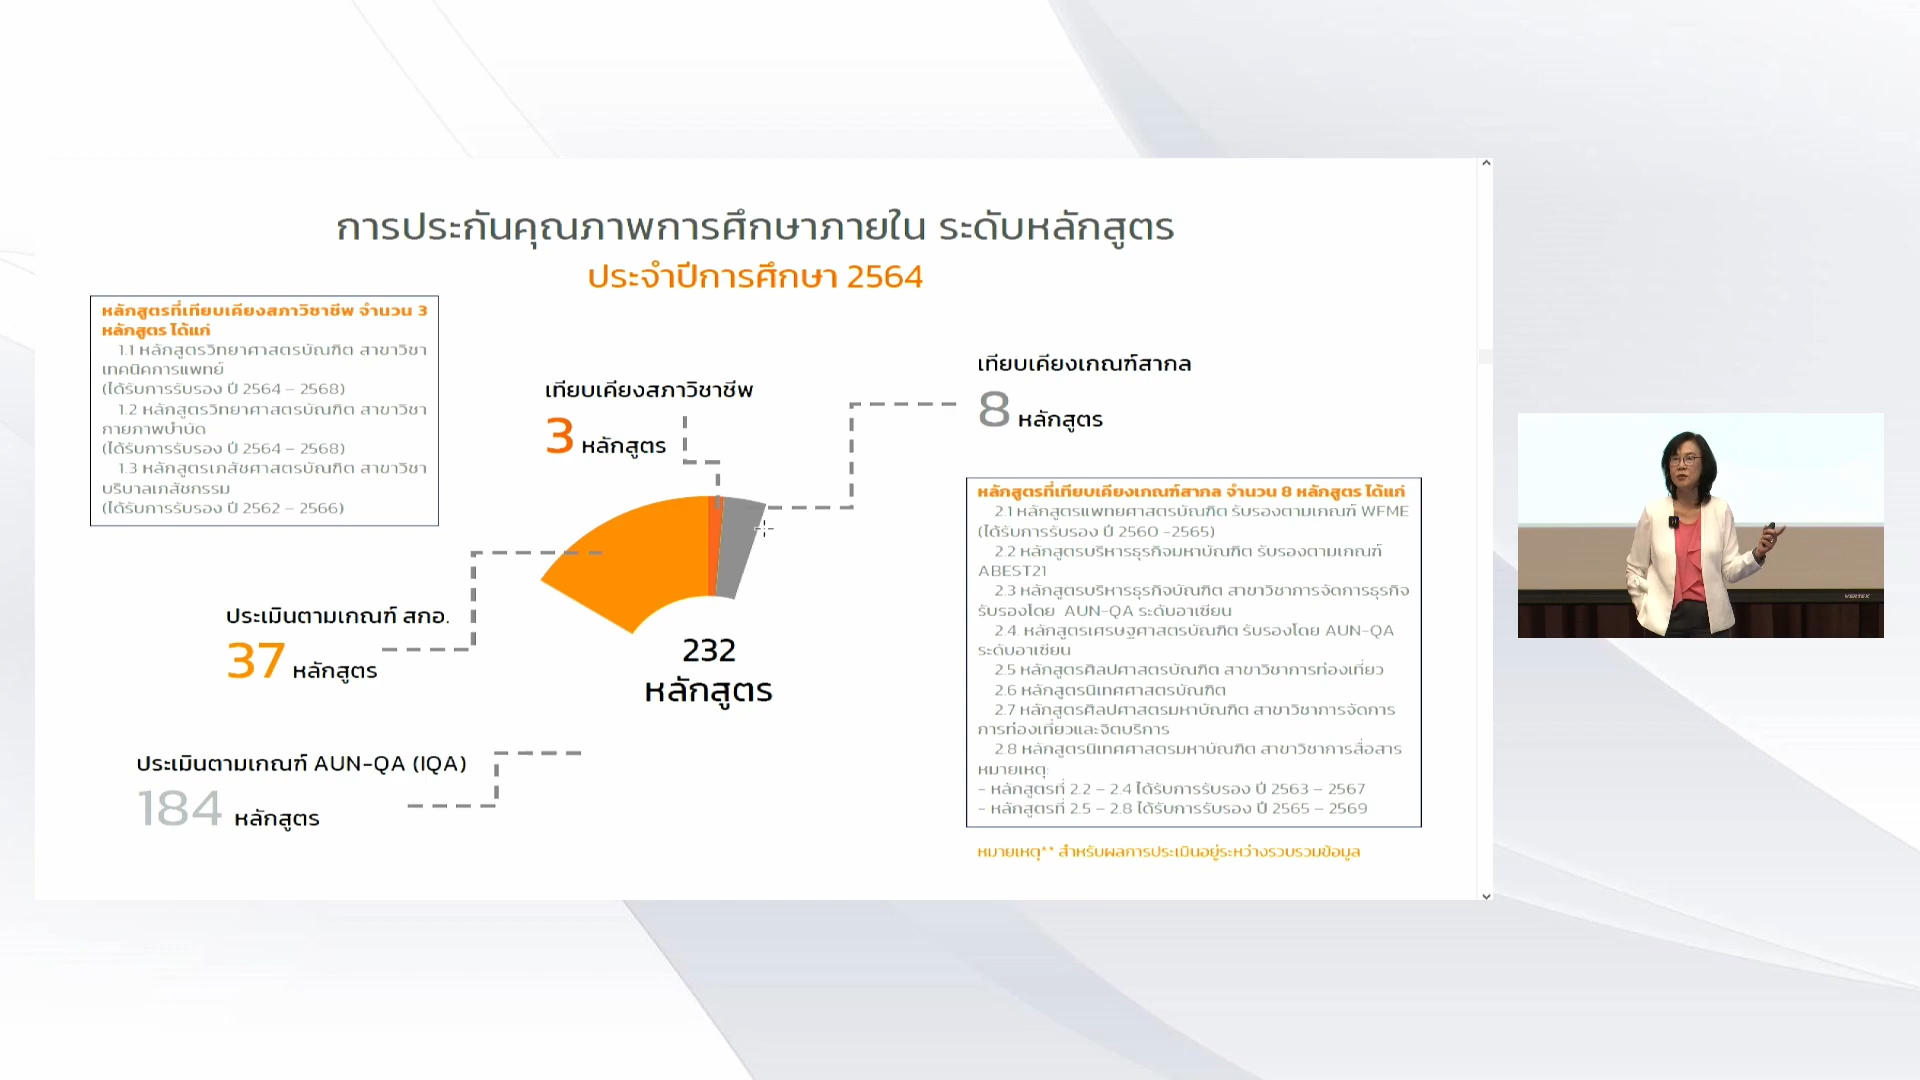 การประกันคุณภาพการศึกษาภายใน ระดับหลักสูตร
ประจำปีการศึกษา 2564
หลักสูตรที่เทียบเคียงสภาวิชาชีพ จำนวน 3
หลักสูตร ได้แก่
1.1 หลักสูตรวิทยาศาสตรบัณฑิต สาขาวิชา
เทคนิคการแพทย์
(ได้รับการรับรอง ปี 2564 – 2568)
1.2 หลักสูตรวิทยาศาสตรบัณฑิต สาขาวิชา
กายภาพบำบัด
(ได้รับการรับรอง ปี 2564 – 2568)
1.3 หลักสูตรเภสัชศาสตรบัณฑิต สาขาวิชา
บริบาลเภสัชกรรม
(ได้รับการรับรอง ปี 2562 – 2566)
เทียบเคียงสภาวิชาชีพ
3 หลักสูตร
เทียบเคียงเกณฑ์สากล
8 หลักสูตร
ประเมินตามเกณฑ์ สกอ.
37 หลักสูตร
232
หลักสูตร
ประเมินตามเกณฑ์ AUN-QA (IQA)
184 หลักสูตร
หลักสูตรที่เทียบเคียงเกณฑ์สากล จำนวน 8 หลักสูตร ได้แก่
2.1 หลักสูตรแพทยศาสตรบัณฑิต รับรองตามเกณฑ์ WFME
(ได้รับการรับรอง ปี 2560 -2565)
2.2 หลักสูตรบริหารธุรกิจมหาบัณฑิต รับรองตามเกณฑ์
ABEST21
2.3 หลักสูตรบริหารธุรกิจบัณฑิต สาขาวิชาการจัดการธุรกิจ
รับรองโดย AUN-QA ระดับอาเซียน
2.4. หลักสูตรเศรษฐศาสตรบัณฑิต รับรองโดย AUN-QA
ระดับอาเซียน
2.5 หลักสูตรศิลปศาสตรบัณฑิต สาขาวิชาการท่องเที่ยว
2.6 หลักสูตรนิเทศศาสตรบัณฑิต
2.7 หลักสูตรศิลปศาสตรมหาบัณฑิต สาขาวิชาการจัดการ
การท่องเที่ยวและจิตบริการ
2.8 หลักสูตรนิเทศศาสตรมหาบัณฑิต สาขาวิชาการสื่อสาร
หมายเหตุ:
- หลักสูตรที่ 2.2 – 2.4 ได้รับการรับรอง ปี 2563 – 2567
- หลักสูตรที่ 2.5 – 2.8 ได้รับการรับรอง ปี 2565 – 2569
หมายเหตุ** สำหรับผลการประเมินอยู่ระหว่างรวบรวมข้อมูล
VERTEX